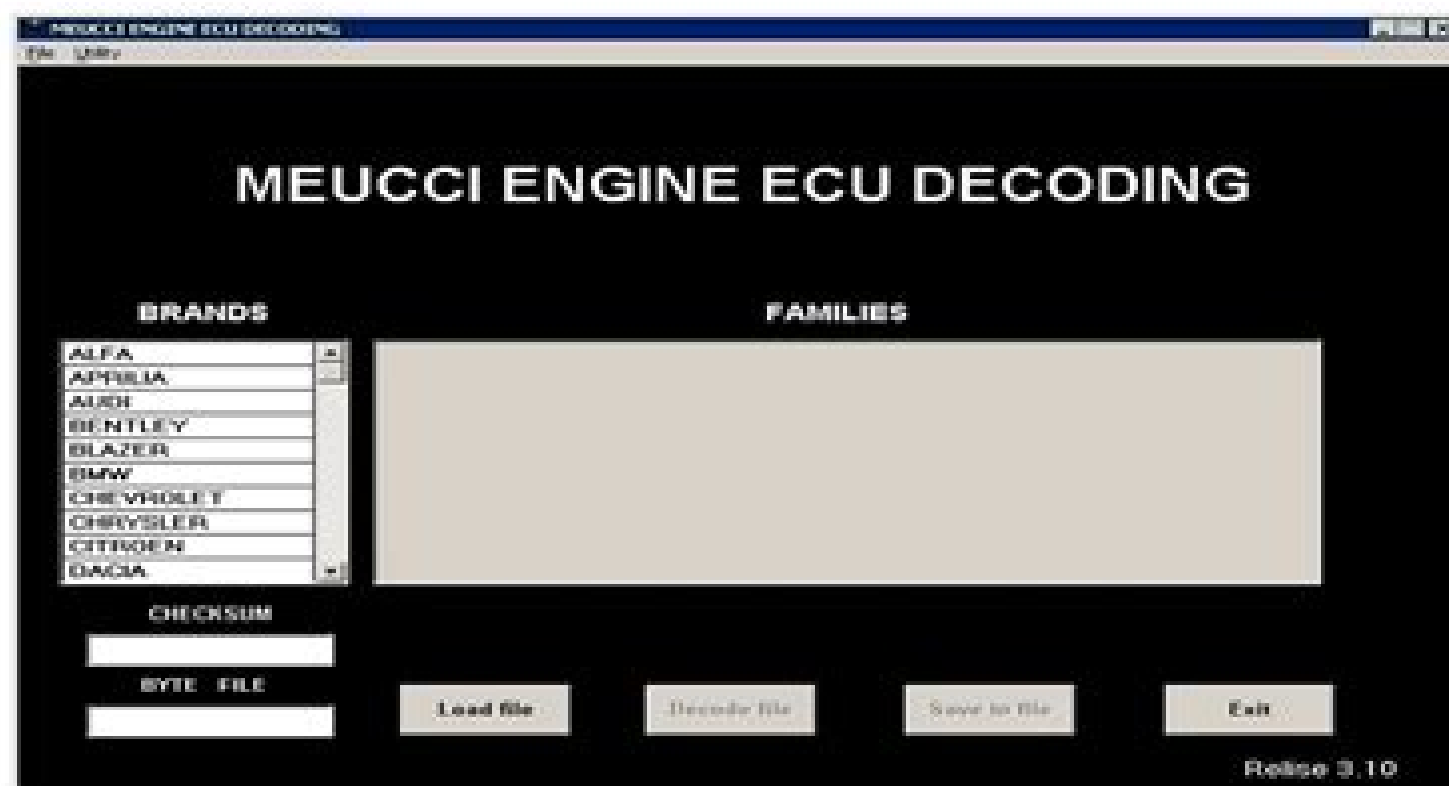 MEUCCI ENGINE ECU DECODING
File Utility
MEUCCI ENGINE ECU DECODING
BRANDS
FAMILIES
ALFA
APRILIA
AUDI
BENTLEY
BLAZER
BMW
CHEVROLET
CHRYSLER
CITROEN
DACIA
CHECKSUM
BYTE FILE
Load file
Decode file
Save to file
Exit
Relise 3.10